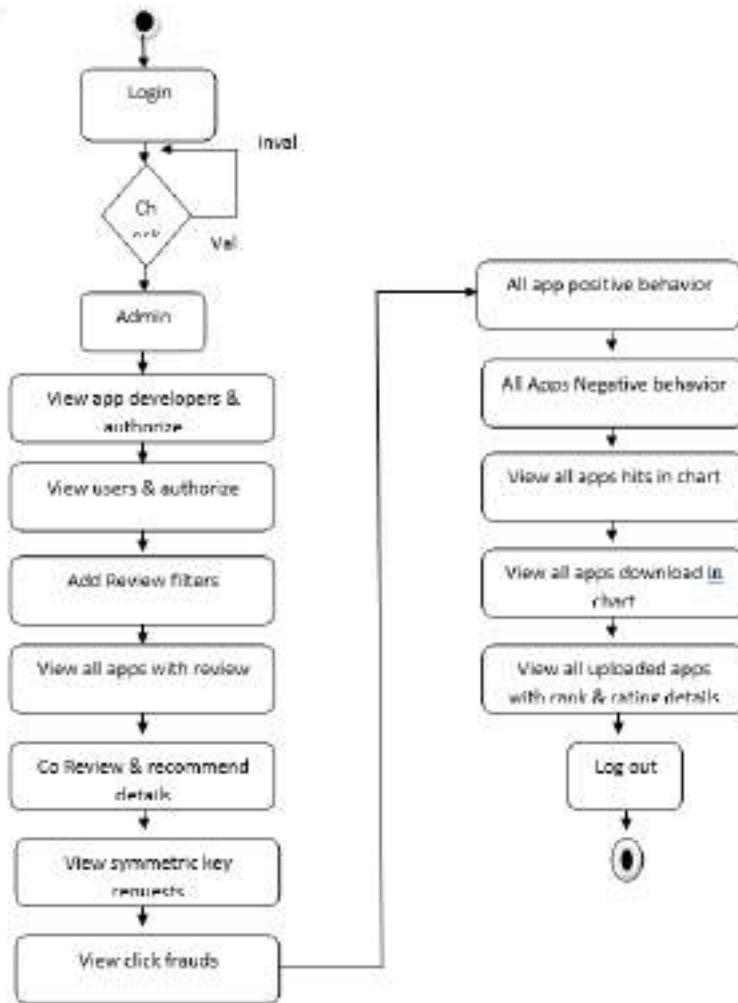 Login
Inval
Ch
Val
Admin
View app developers &
authorize
View users & authorize
Add Review filters
View all apps with review
Co Review & recommend
details
View symmetric key
requests
View click frauds
All app positive behavior
All Apps Negative behavior
View all apps hits in chart
View all apps download in
chart
View all uploaded apps
with rank & rating details
Log out